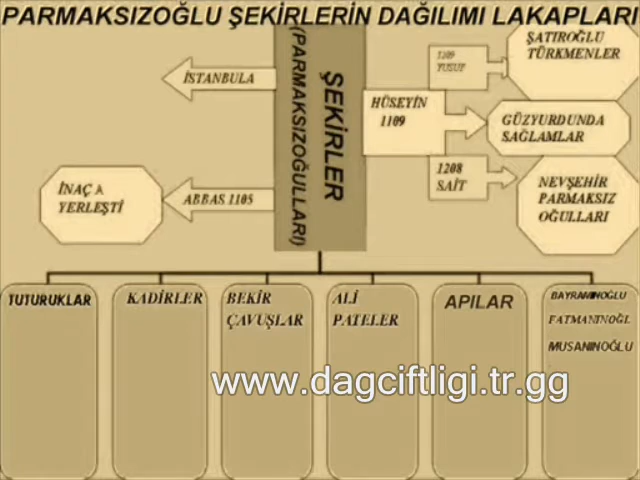 PARMAKSIZOĞLU ŞEKİRLERİN DAĞILIMI LAKAPLARI
ŞATIROĞLU
TÜRKMENLER
1209
YUSUF
İSTANBULA
ŞEKİRLER
(PARMAKSIZOĞULLARI)
HÜSEYİN
1109
GÜZYURDUNDA
SAĞLAMLAR
1208
SAİT
NEVŞEHİR
PARMAKSIZ
OĞULLARI
İNAÇ A
YERLEŞTİ
ABBAS 1105
TUTURUKLAR
KADİRLER
BEKİR
ÇAVUŞLAR
ALİ
PATELER
APILAR
BAYRAMINOĞLU
FATMANINOĞL
MUSANINOĞLU
www.dagciftligi.tr.gg